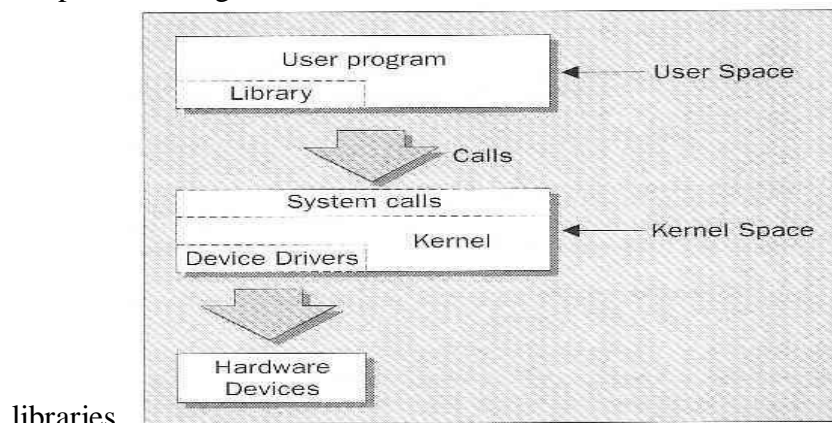 User program
User Space
Library
Calls
System calls
Kernel
Kernel Space
Device Drivers
Hardware
Devices
libraries